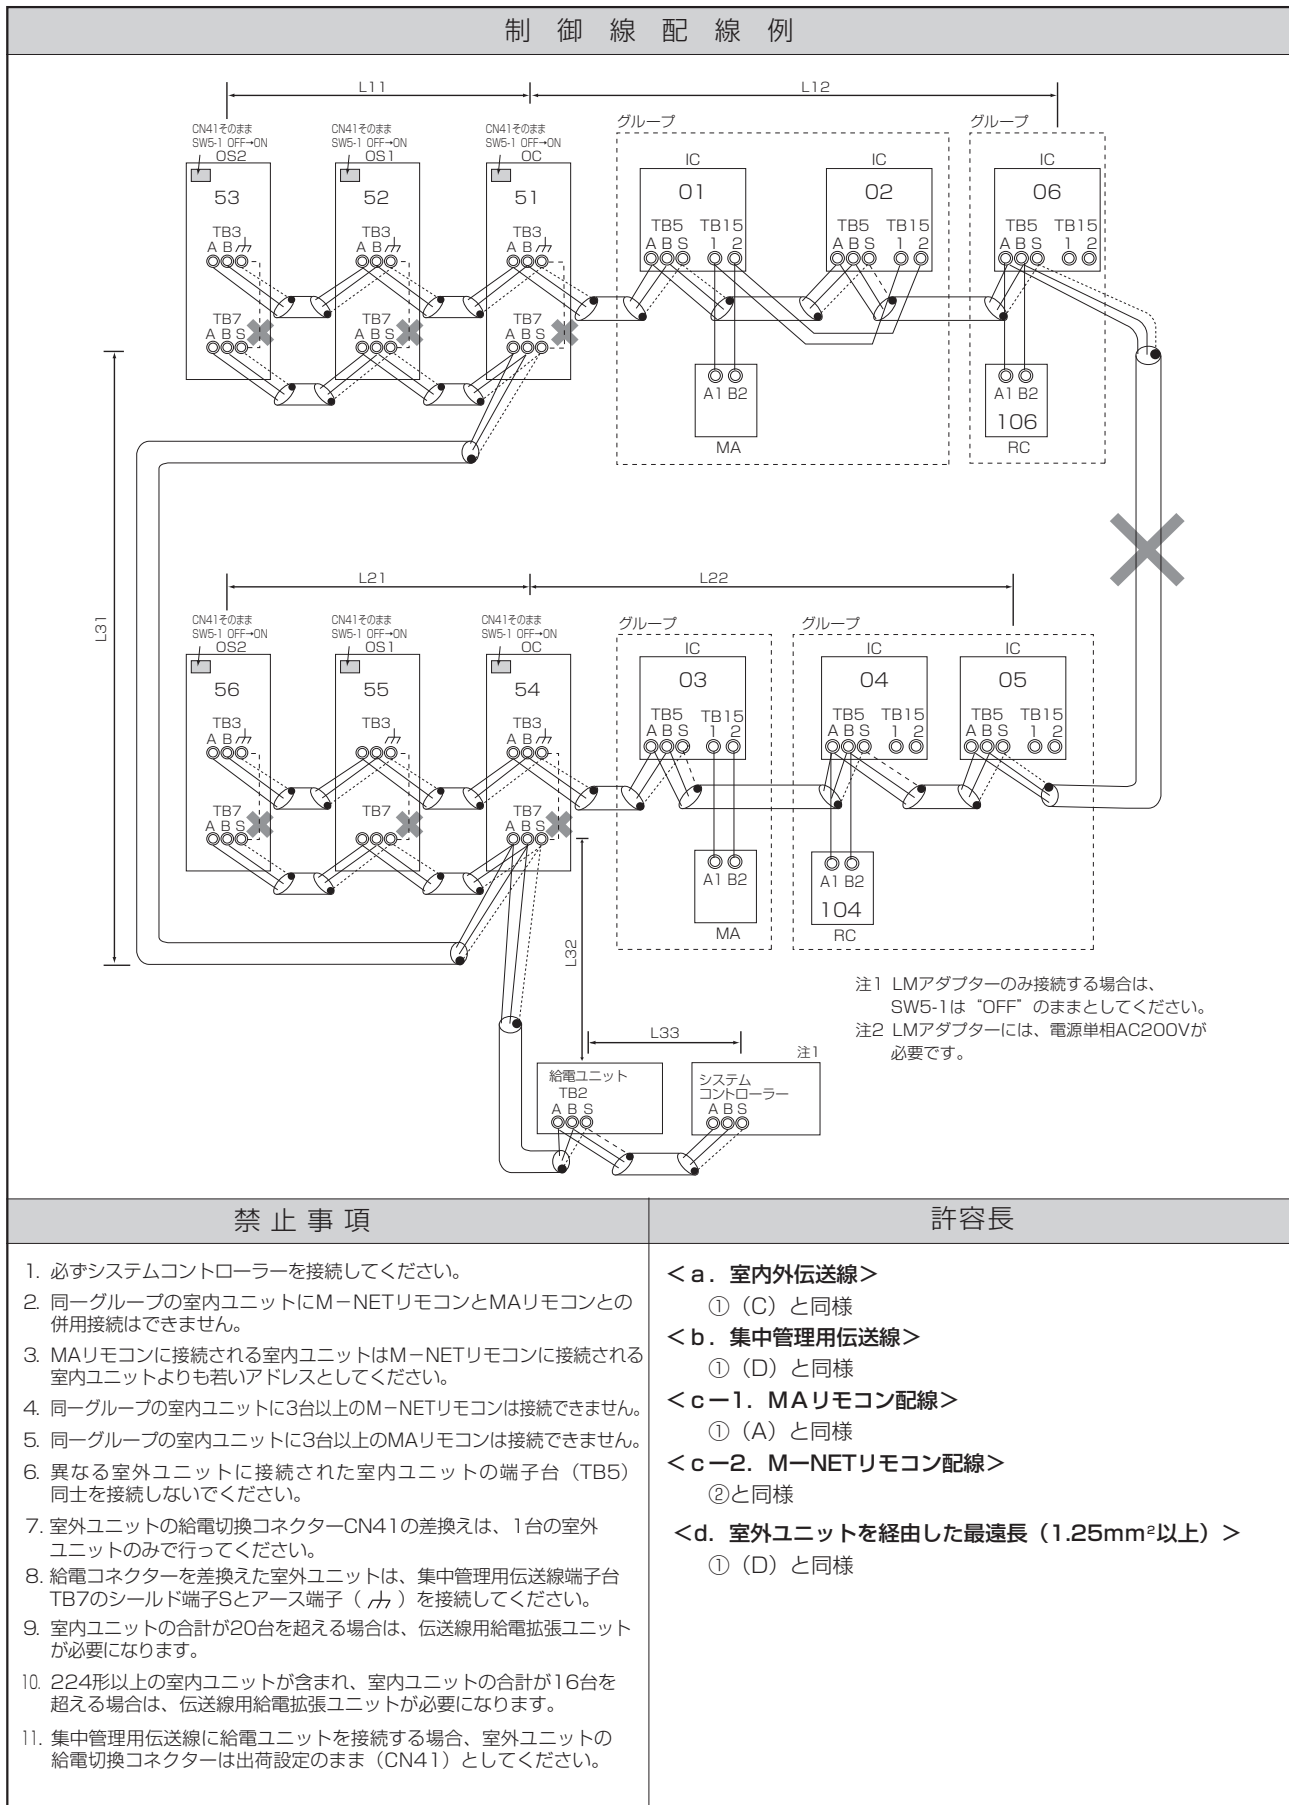 制御線配線例
L11
L12
CN41そのまま
SW5-1 OFF→ON
OS2
CN41そのまま
SW5-1 OFF→ON
OS1
CN41そのまま
SW5-1 OFF→ON
OC
グループ
グループ
IC
IC
IC
53
52
51
01
02
06
TB3
A B
TB3
A B
TB3
A B
TB5
A B S
TB15
1 2
TB5
A B S
TB15
1 2
TB5
A B S
TB15
1 2
TB7
A B S
TB7
A B S
TB7
A B S
A1 B2
MA
A1 B2
106
RC
L31
L21
L22
CN41そのまま
SW5-1 OFF→ON
OS2
CN41そのまま
SW5-1 OFF→ON
OS1
CN41そのまま
SW5-1 OFF→ON
OC
グループ
グループ
IC
IC
IC
56
55
54
03
04
05
TB3
A B
TB3
TB3
A B
TB5
A B S
TB15
1 2
TB5
A B S
TB15
1 2
TB5
A B S
TB15
1 2
TB7
A B S
TB7
TB7
A B S
A1 B2
MA
A1 B2
104
RC
L32
注1 LMアダプターのみ接続する場合は、
SW5-1は“OFF”のままとしてください。
注2 LMアダプターには、電源単相AC200Vが
必要です。
L33
注1
給電ユニット
TB2
A B S
システム
コントローラー
A B S
禁止事項
1. 必ずシステムコントローラーを接続してください。
2. 同一グループの室内ユニットにM－NETリモコンとMAリモコンとの
併用接続はできません。
3. MAリモコンに接続される室内ユニットはM－NETリモコンに接続される
室内ユニットよりも若いアドレスとしてください。
4. 同一グループの室内ユニットに3台以上のM－NETリモコンは接続できません。
5. 同一グループの室内ユニットに3台以上のMAリモコンは接続できません。
6. 異なる室外ユニットに接続された室内ユニットの端子台（TB5）
同士を接続しないでください。
7. 室外ユニットの給電切換コネクターCN41の差換えは、1台の室外
ユニットのみで行ってください。
8. 給電コネクターを差換えた室外ユニットは、集中管理用伝送線端子台
TB7のシールド端子Sとアース端子（ ）を接続してください。
9. 室内ユニットの合計が20台を超える場合は、伝送線用給電拡張ユニット
が必要になります。
10. 224形以上の室内ユニットが含まれ、室内ユニットの合計が16台を
超える場合は、伝送線用給電拡張ユニットが必要になります。
11. 集中管理用伝送線に給電ユニットを接続する場合、室外ユニットの
給電切換コネクターは出荷設定のまま（CN41）としてください。
許容長
＜a．室内外伝送線＞
①（C）と同様
＜b．集中管理用伝送線＞
①（D）と同様
＜cー1．MAリモコン配線＞
①（A）と同様
＜cー2．MーNETリモコン配線＞
②と同様
＜d．室外ユニットを経由した最遠長（1.25mm²以上）＞
①（D）と同様